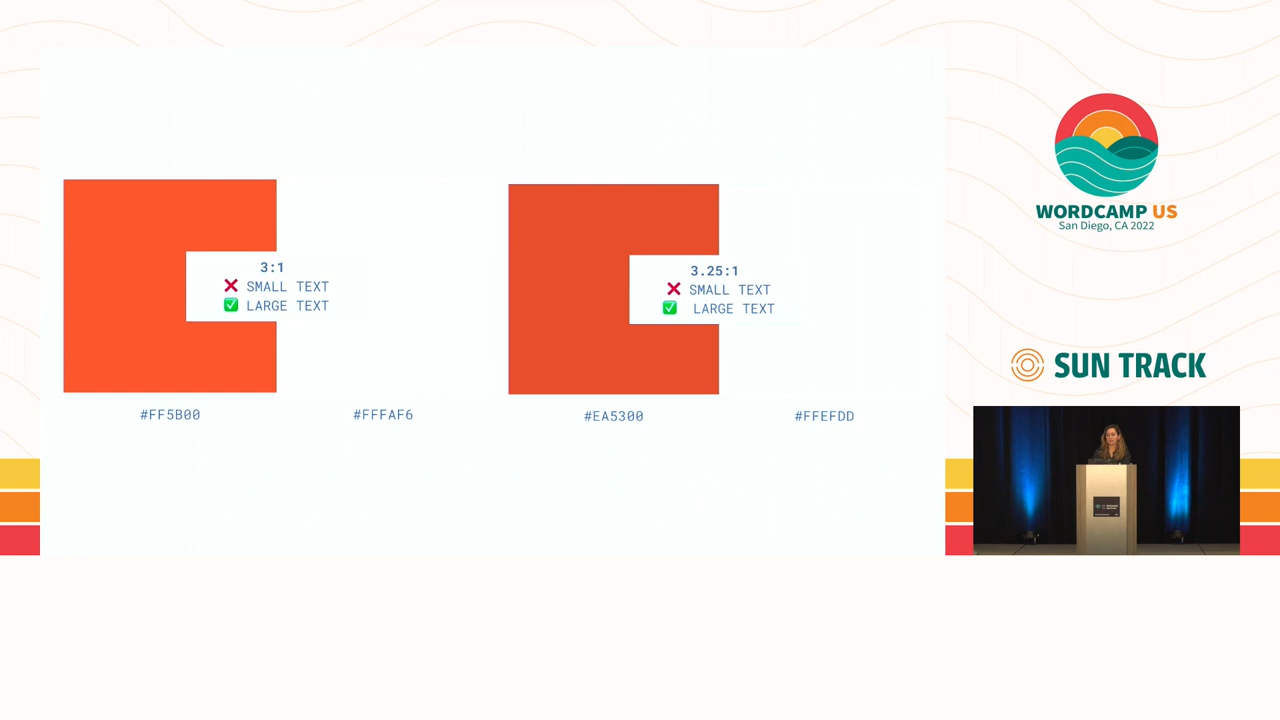 3:1
❌ SMALL TEXT
✅ LARGE TEXT
#FF5B00
#FFFAF6
3.25:1
❌ SMALL TEXT
✅ LARGE TEXT
#EA5300
#FFEFDD
WORDCAMP US
San Diego, CA 2022
SUN TRACK